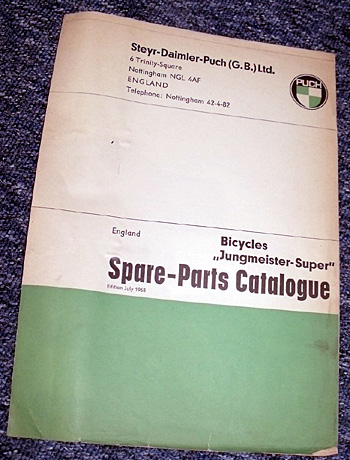 Steyr-Daimler-Puch (G.B.) Ltd.
6 Trinity-Square
Nottingham NGL 4AF
ENGLAND
Telephone: Nottingham 42-4-82
PUCH
England
Bicycles
„Jungmeister-Super“
Spare-Parts Catalogue
Edition July 1968